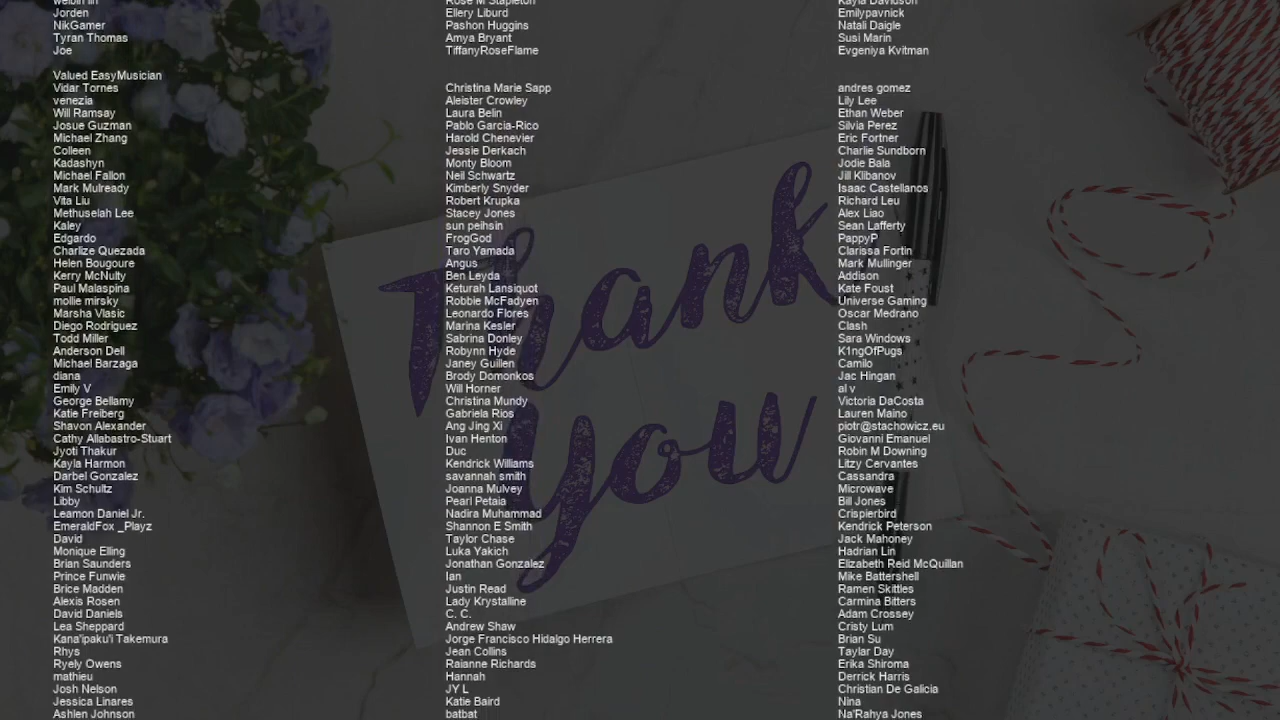 weibin lin
Jorden
NikGamer
Tyran Thomas
Joe
Rose M Stapleton
Ellery Liburd
Pashon Huggins
Amya Bryant
TiffanyRoseFlame
Kayla Davidson
Emilypavnick
Natali Daigle
Susi Marin
Evgeniya Kvitman
Valued EasyMusician
Vidar Tornes
venezia
Will Ramsay
Josue Guzman
Michael Zhang
Colleen
Kadashyn
Michael Fallon
Mark Mulready
Vita Liu
Methuselah Lee
Kaley
Edgardo
Charlize Quezada
Helen Bougoure
Kerry McNulty
Paul Malaspina
mollie mirsky
Marsha Vlasic
Diego Rodriguez
Todd Miller
Anderson Dell
Michael Barzaga
diana
Emily V
George Bellamy
Katie Freiberg
Shavon Alexander
Cathy Allabastro-Stuart
Jyoti Thakur
Kayla Harmon
Darbel Gonzalez
Kim Schultz
Libby
Leamon Daniel Jr.
EmeraldFox _Playz
David
Monique Elling
Brian Saunders
Prince Funwie
Brice Madden
Alexis Rosen
David Daniels
Lea Sheppard
Kana'ipaku'i Takemura
Rhys
Ryely Owens
mathieu
Josh Nelson
Jessica Linares
Ashlen Johnson
Christina Marie Sapp
Aleister Crowley
Laura Belin
Pablo Garcia-Rico
Harold Chenevier
Jessie Derkach
Monty Bloom
Neil Schwartz
Kimberly Snyder
Robert Krupka
Stacey Jones
sun peihsin
FrogGod
Taro Yamada
Angus
Ben Leyda
Keturah Lansiquot
Robbie McFadyen
Leonardo Flores
Marina Kesler
Sabrina Donley
Robynn Hyde
Janey Guillen
Brody Domonkos
Will Horner
Christina Mundy
Gabriela Rios
Ang Jing Xi
Ivan Henton
Duc
Kendrick Williams
savannah smith
Joanna Mulvey
Pearl Petaia
Nadira Muhammad
Shannon E Smith
Taylor Chase
Luka Yakich
Jonathan Gonzalez
Ian
Justin Read
Lady Krystalline
C. C.
Andrew Shaw
Jorge Francisco Hidalgo Herrera
Jean Collins
Raianne Richards
Hannah
JY L
Katie Baird
batbat
andres gomez
Lily Lee
Ethan Weber
Silvia Perez
Eric Fortner
Charlie Sundborn
Jodie Bala
Jill Klibanov
Isaac Castellanos
Richard Leu
Alex Liao
Sean Lafferty
PappyP
Clarissa Fortin
Mark Mullinger
Addison
Kate Foust
Universe Gaming
Oscar Medrano
Clash
Sara Windows
K1ngOfPugs
Camilo
Jac Hingan
al v
Victoria DaCosta
Lauren Maino
piotr@stachowicz.eu
Giovanni Emanuel
Robin M Downing
Litzy Cervantes
Cassandra
Microwave
Bill Jones
Crispierbird
Kendrick Peterson
Jack Mahoney
Hadrian Lin
Elizabeth Reid McQuillan
Mike Battershell
Ramen Skittles
Carmina Bitters
Adam Crossey
Cristy Lum
Brian Su
Taylar Day
Erika Shiroma
Derrick Harris
Christian De Galicia
Nina
Na'Rahya Jones
Thank
you